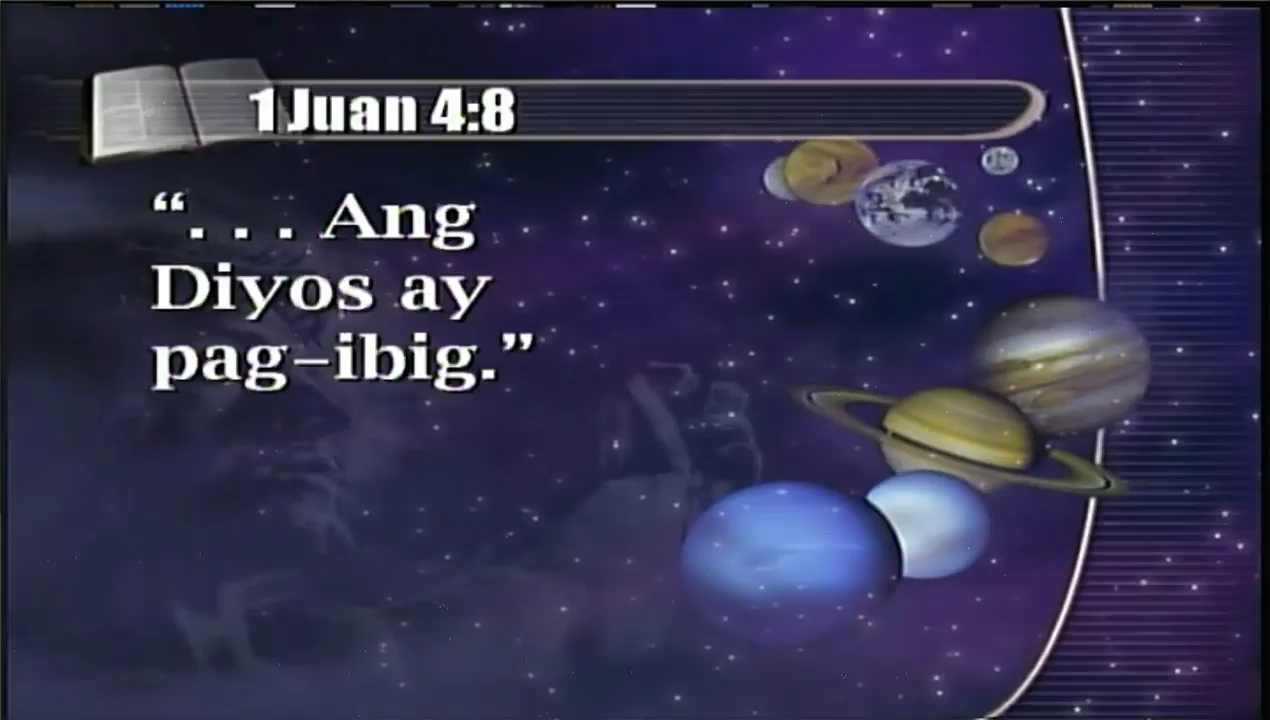 1 Juan 4:8
“. . . Ang
Diyos ay
pag–ibig.”